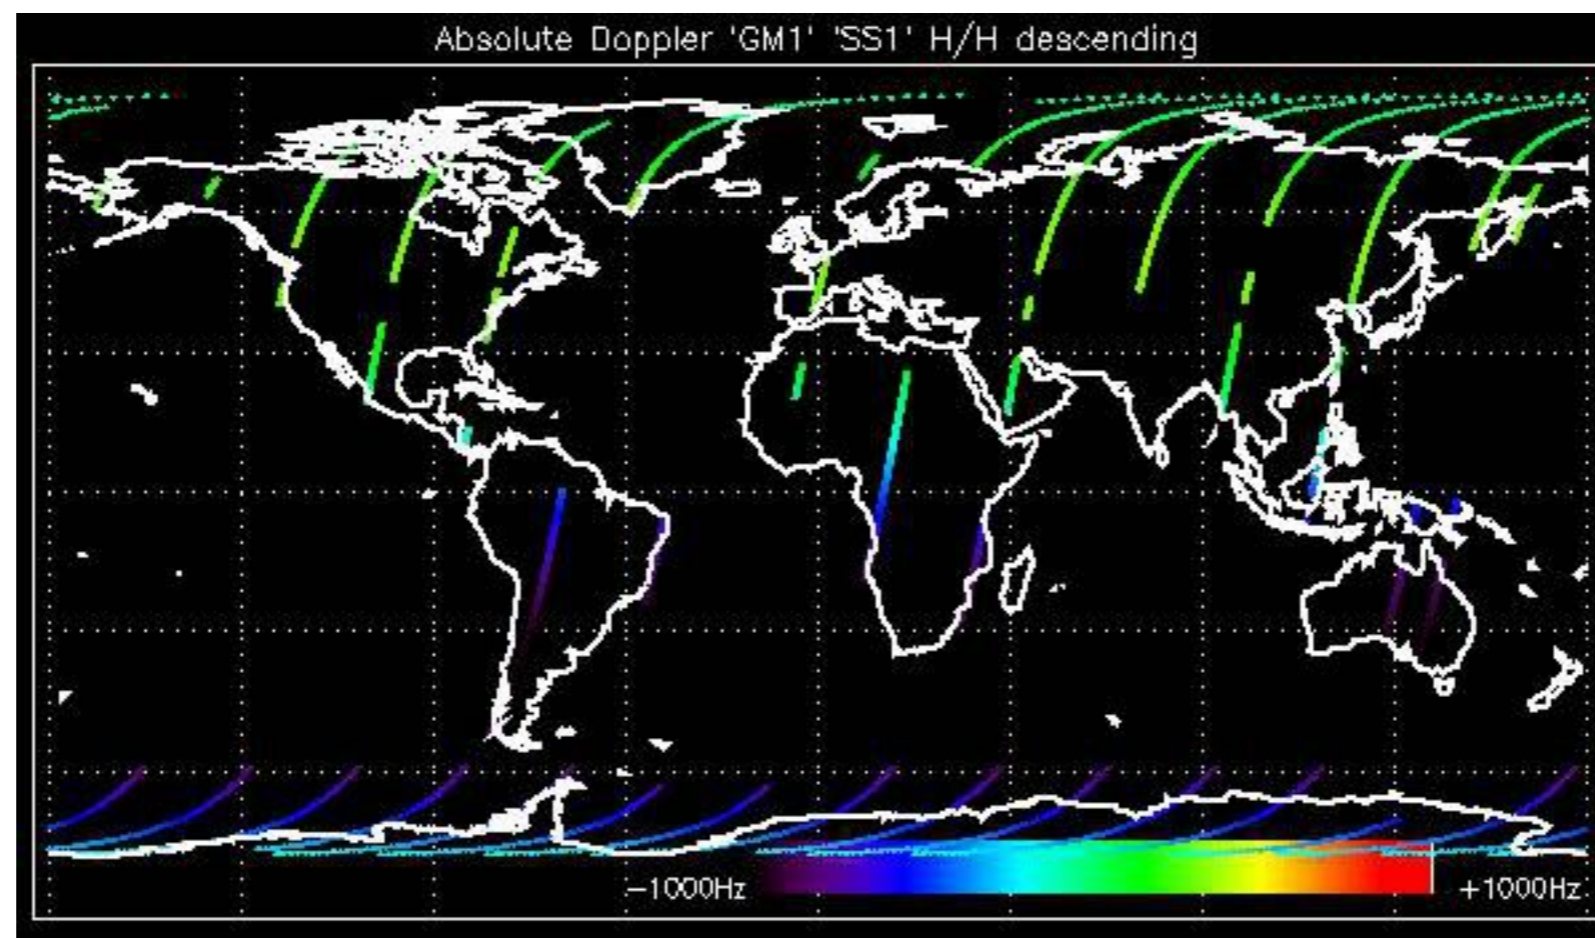 Absolute Doppler 'GM1' 'SS1' H/H descending
-1000Hz +1000Hz